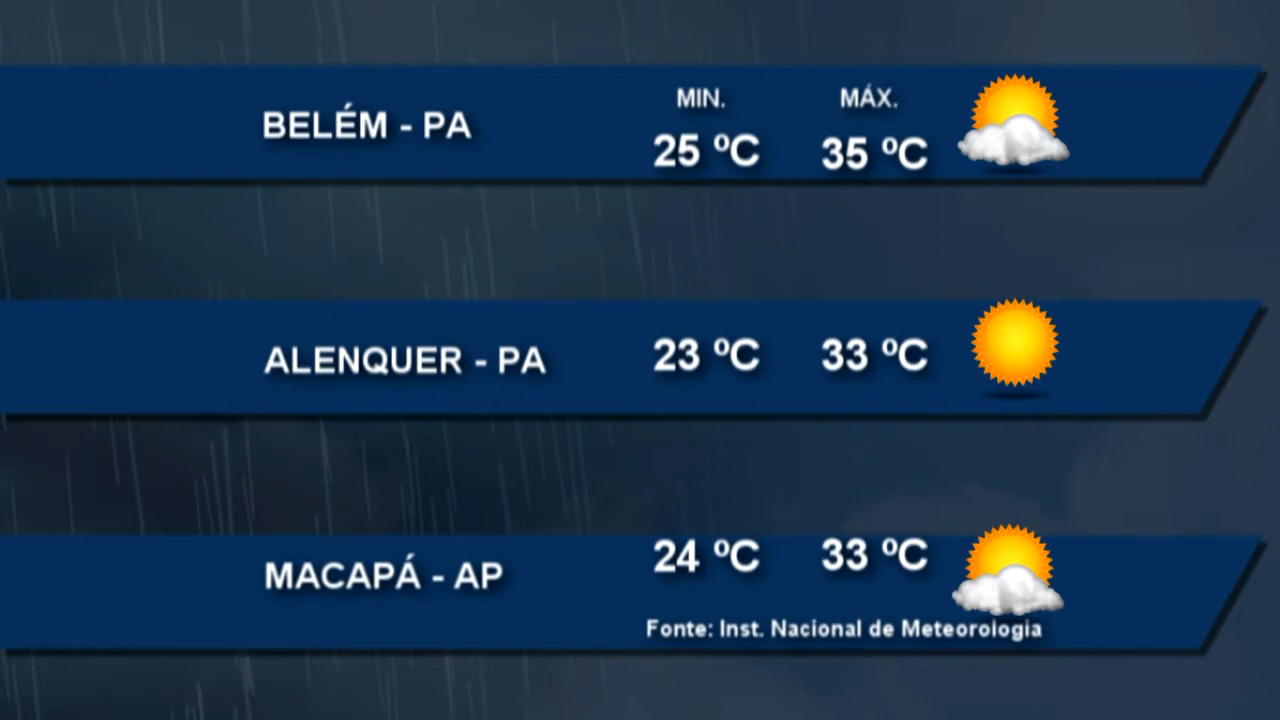 MIN. MÁX.
BELÉM - PA 25 ºC 35 ºC
ALENQUER - PA 23 ºC 33 ºC
MACAPÁ - AP 24 ºC 33 ºC
Fonte: Inst. Nacional de Meteorologia